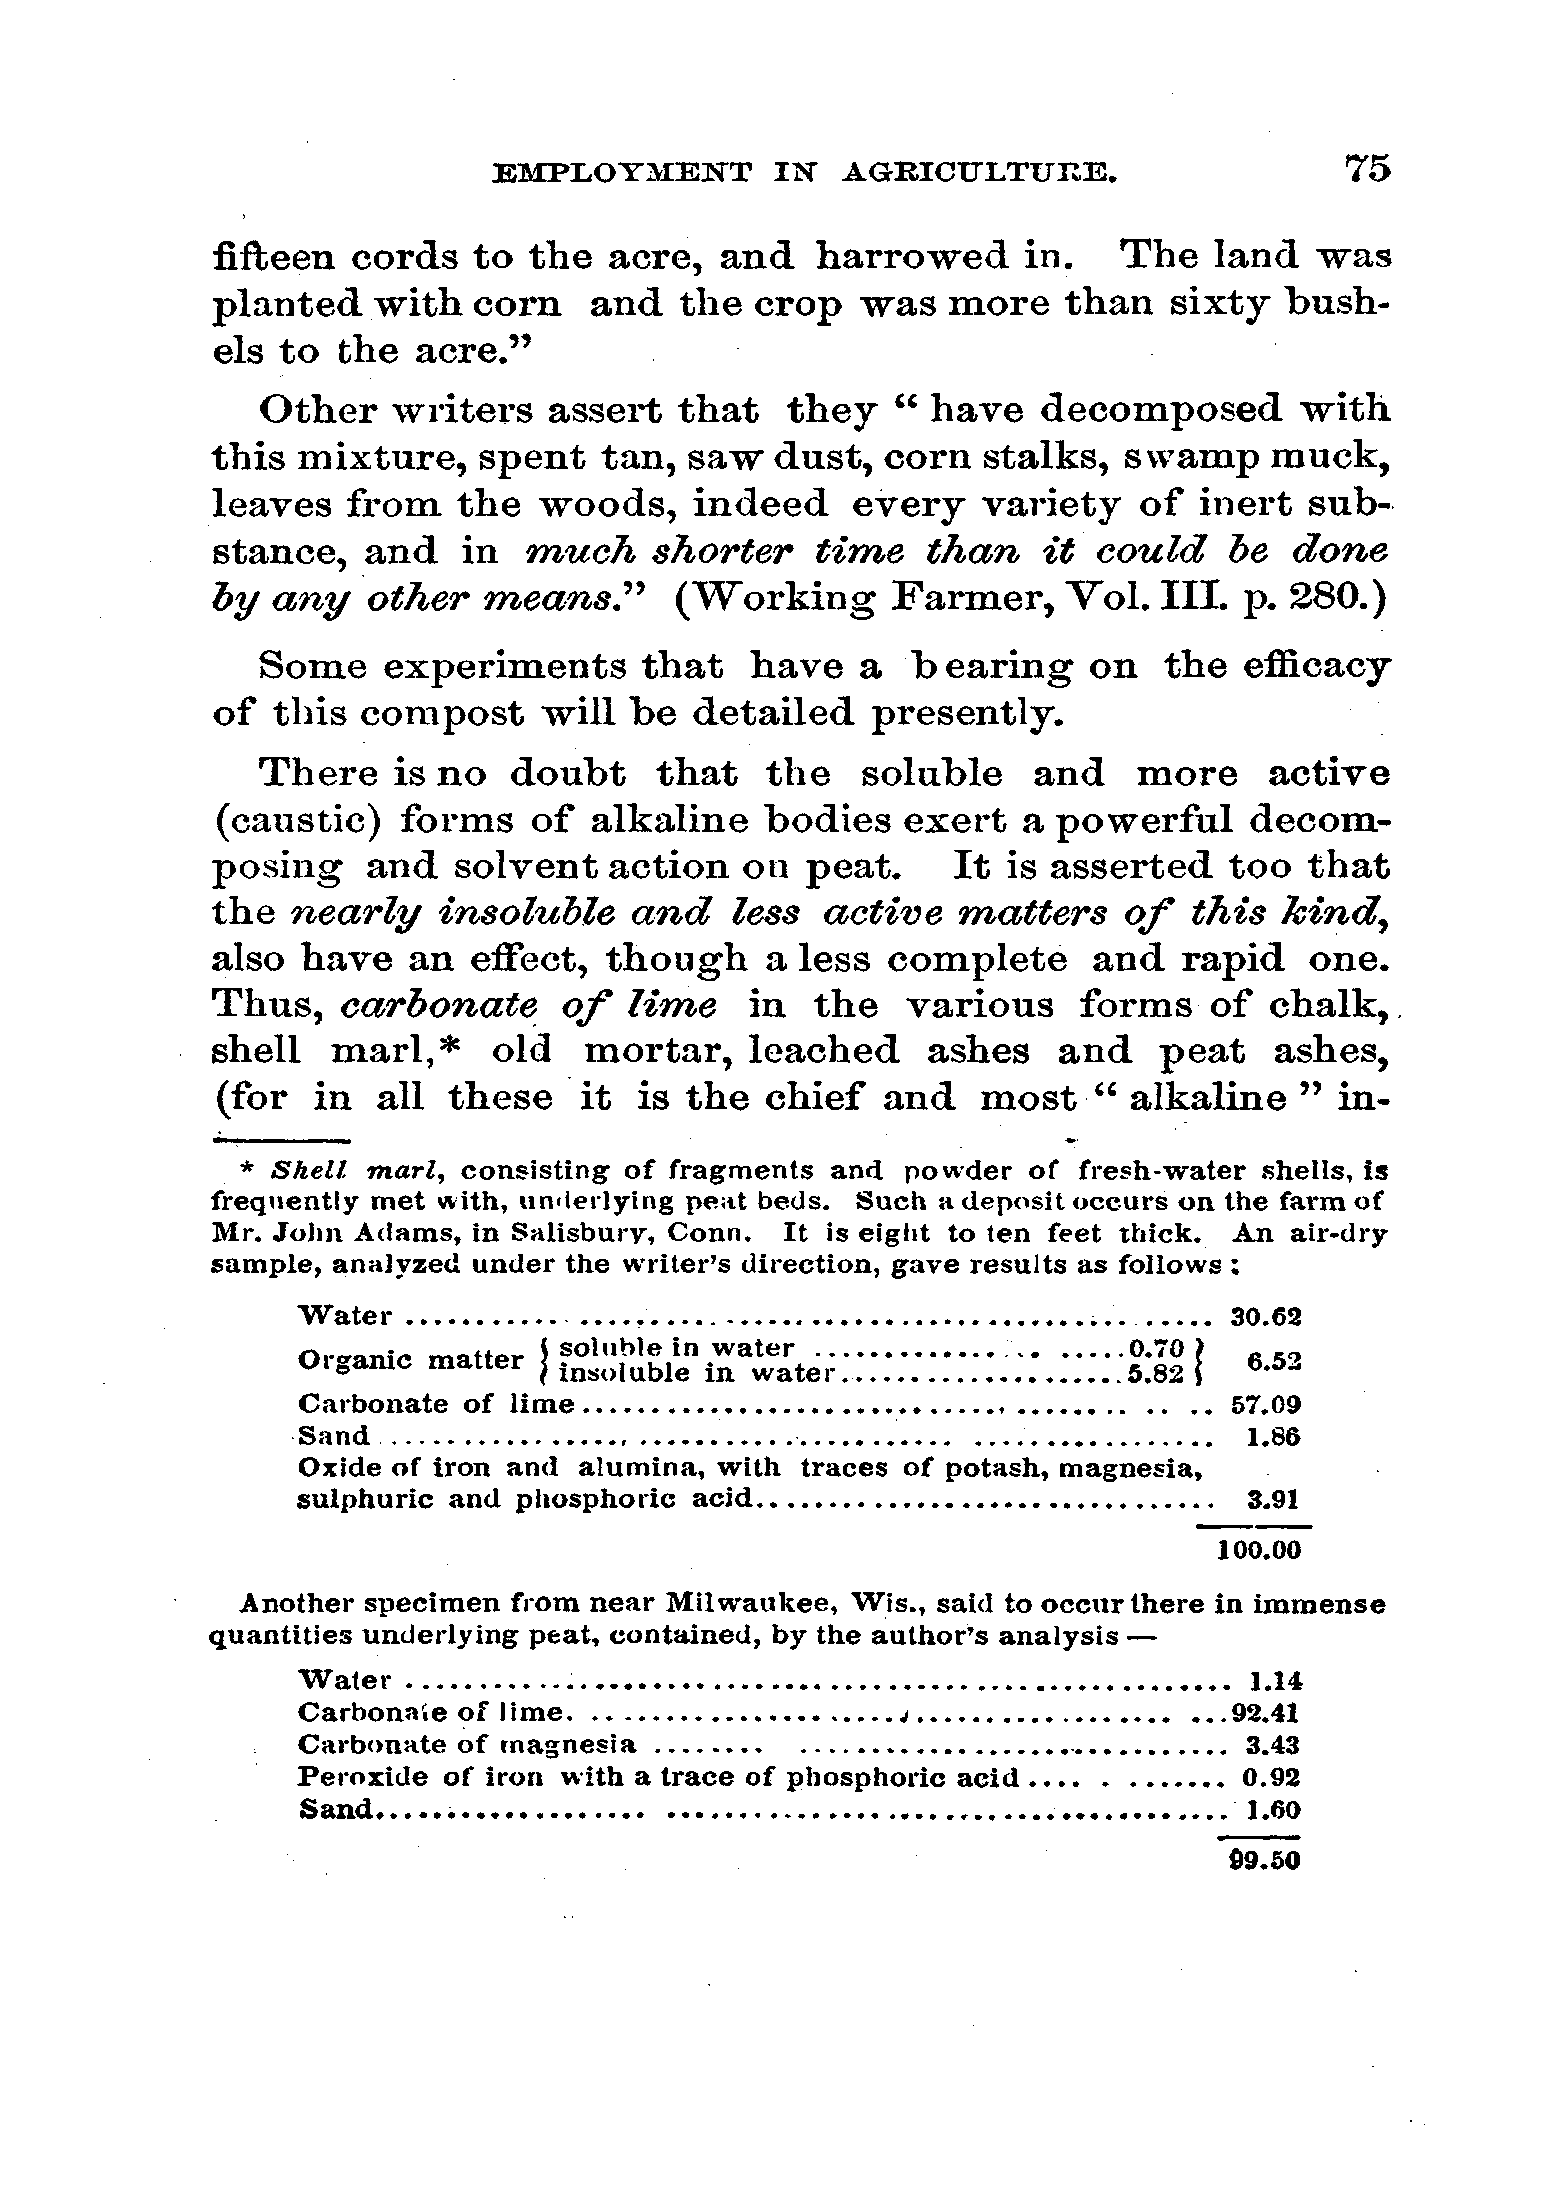 EMPLOYMENT IN AGRICULTURE. 75
fifteen cords to the acre, and harrowed in. The land was
planted with corn and the crop was more than sixty bush-
els to the acre.”
Other writers assert that they “ have decomposed with
this mixture, spent tan, saw dust, corn stalks, swamp muck,
leaves from the woods, indeed every variety of inert sub-
stance, and in much shorter time than it could be done
by any other means.” (Working Farmer, Vol. III. p. 280.)
Some experiments that have a bearing on the efficacy
of this compost will be detailed presently.
There is no doubt that the soluble and more active
(caustic) forms of alkaline bodies exert a powerful decom-
posing and solvent action on peat. It is asserted too that
the nearly insoluble and less active matters of this kind,
also have an effect, though a less complete and rapid one.
Thus, carbonate of lime in the various forms of chalk,
shell marl,* old mortar, leached ashes and peat ashes,
(for in all these it is the chief and most “ alkaline ” in-
* Shell marl, consisting of fragments and powder of fresh-water shells, is
frequently met with, underlying peat beds. Such a deposit occurs on the farm of
Mr. John Adams, in Salisbury, Conn. It is eight to ten feet thick. An air-dry
sample, analyzed under the writer's direction, gave results as follows :
Water ........ 30.62
Organic matter { soluble in water ........ 0.70 } 6.52
{ insoluble in water ........ 5.82 }
Carbonate of lime ........ 57.09
Sand ........ 1.86
Oxide of iron and alumina, with traces of potash, magnesia,
sulphuric and phosphoric acid ........ 3.91
100.00
Another specimen from near Milwaukee, Wis., said to occur there in immense
quantities underlying peat, contained, by the author's analysis —
Water ........ 1.14
Carbonate of lime ........ 92.41
Carbonate of magnesia ........ 3.43
Peroxide of iron with a trace of phosphoric acid ........ 0.92
Sand ........ 1.60
99.50